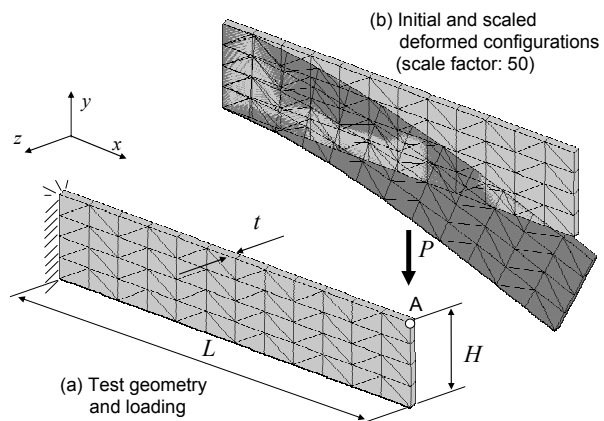 (b) Initial and scaled
deformed configurations
(scale factor: 50)
y
z
x
t
P
A
L
H
(a) Test geometry
and loading